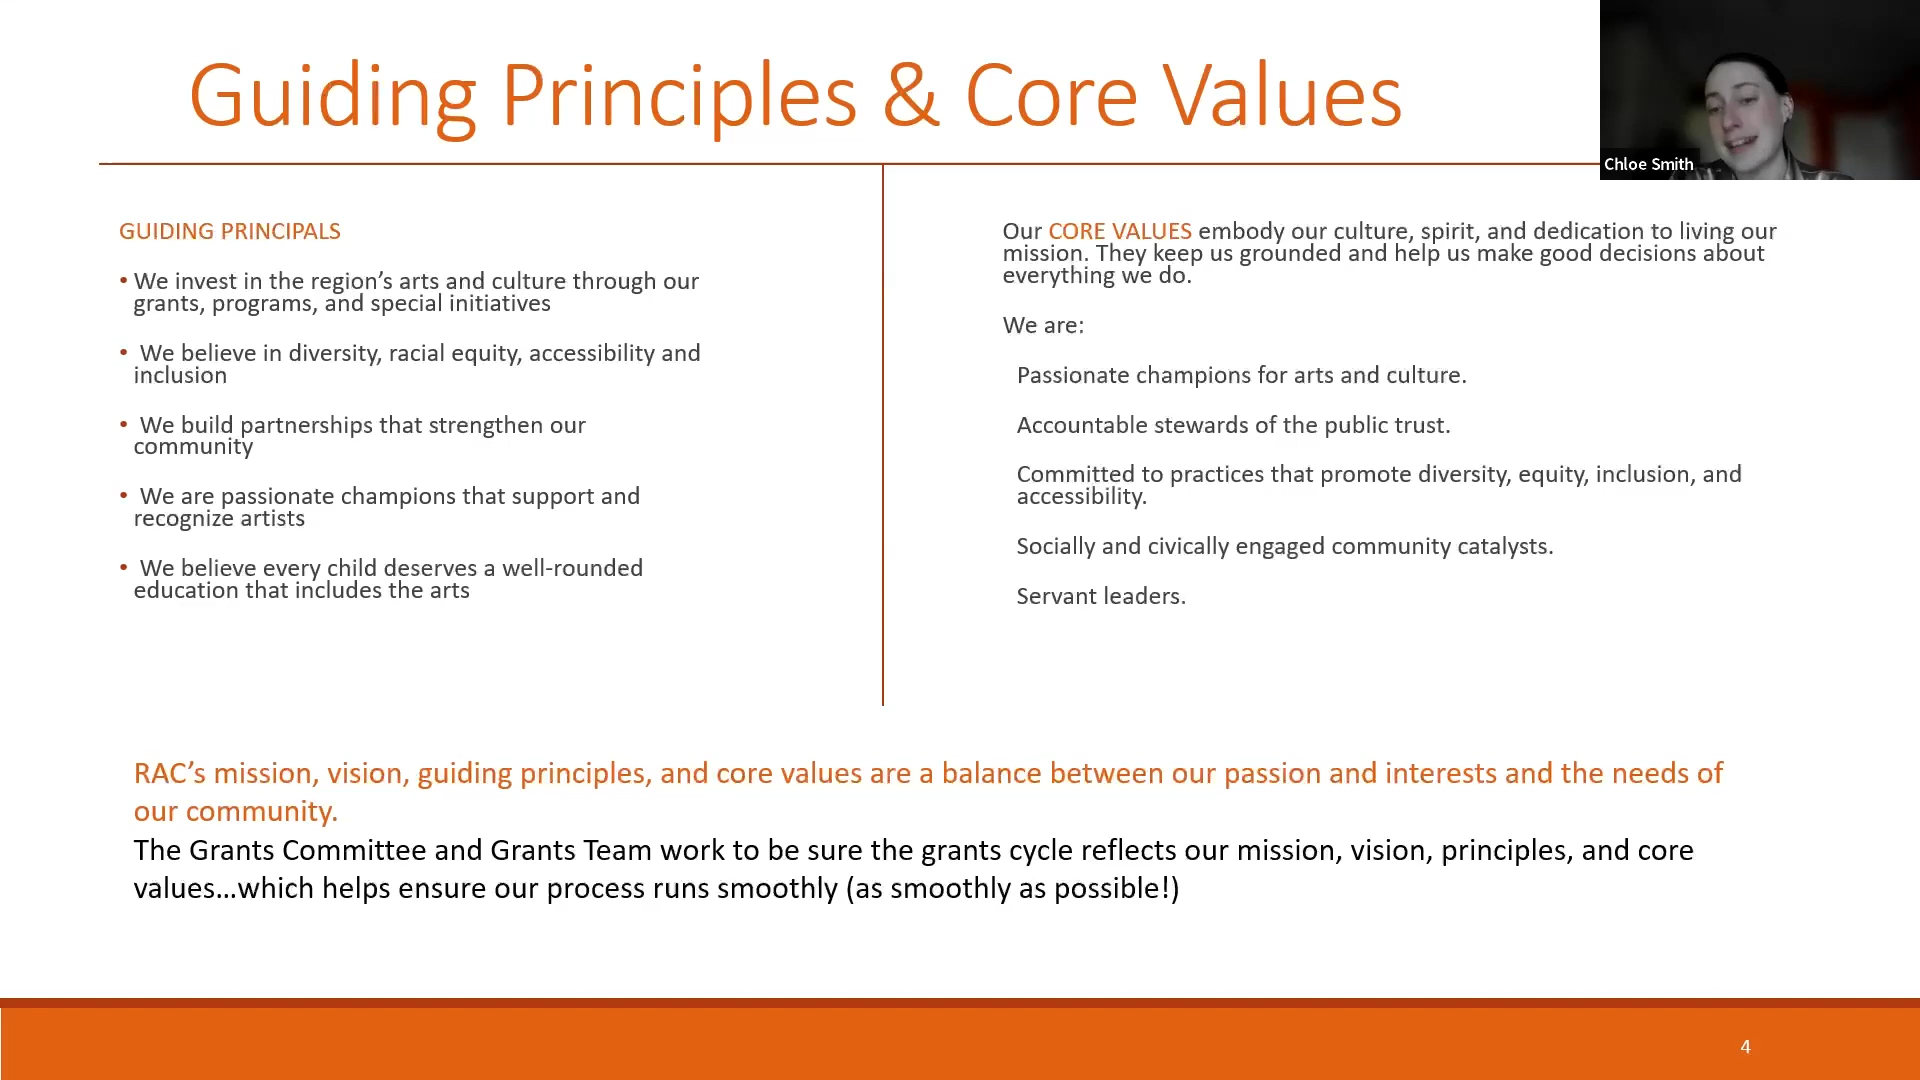 Guiding Principles & Core Values
Chloe Smith
GUIDING PRINCIPALS
• We invest in the region’s arts and culture through our
grants, programs, and special initiatives
• We believe in diversity, racial equity, accessibility and
inclusion
• We build partnerships that strengthen our
community
• We are passionate champions that support and
recognize artists
• We believe every child deserves a well-rounded
education that includes the arts
Our CORE VALUES embody our culture, spirit, and dedication to living our
mission. They keep us grounded and help us make good decisions about
everything we do.
We are:
Passionate champions for arts and culture.
Accountable stewards of the public trust.
Committed to practices that promote diversity, equity, inclusion, and
accessibility.
Socially and civically engaged community catalysts.
Servant leaders.
RAC’s mission, vision, guiding principles, and core values are a balance between our passion and interests and the needs of
our community.
The Grants Committee and Grants Team work to be sure the grants cycle reflects our mission, vision, principles, and core
values...which helps ensure our process runs smoothly (as smoothly as possible!)
4